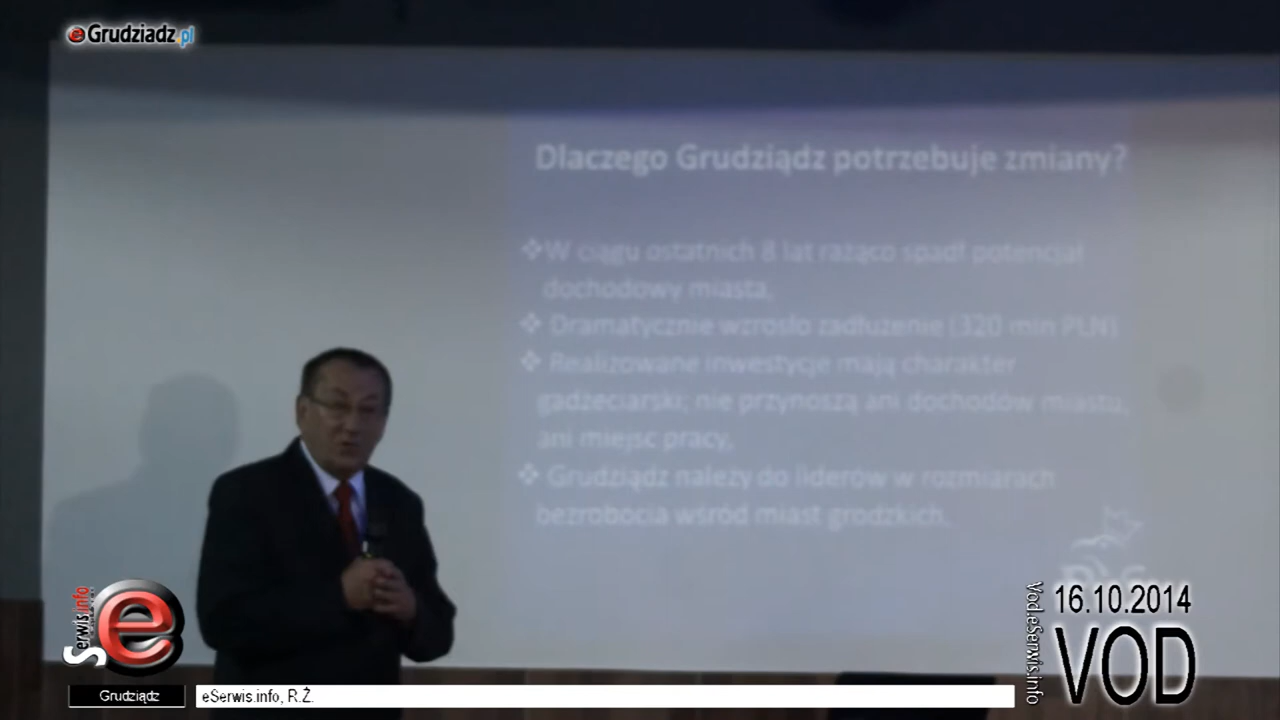 eGrudziadz.pl
Dlaczego Grudziądz potrzebuje zmiany?
❖W ciągu ostatnich 8 lat rażąco spadł potencjał
dochodowy miasta,
❖ Dramatycznie wzrosło zadłużenie (320 mln PLN)
❖ Realizowane inwestycje mają charakter
gadżeciarski; nie przynoszą ani dochodów miastu,
ani miejsc pracy,
❖ Grudziądz należy do liderów w rozmiarach
bezrobocia wśród miast grodzkich.
PiS
Serwis.info
e
Grudziądz
eSerwis.info, R.Ż.
Vod.eSerwis.info
16.10.2014
VOD